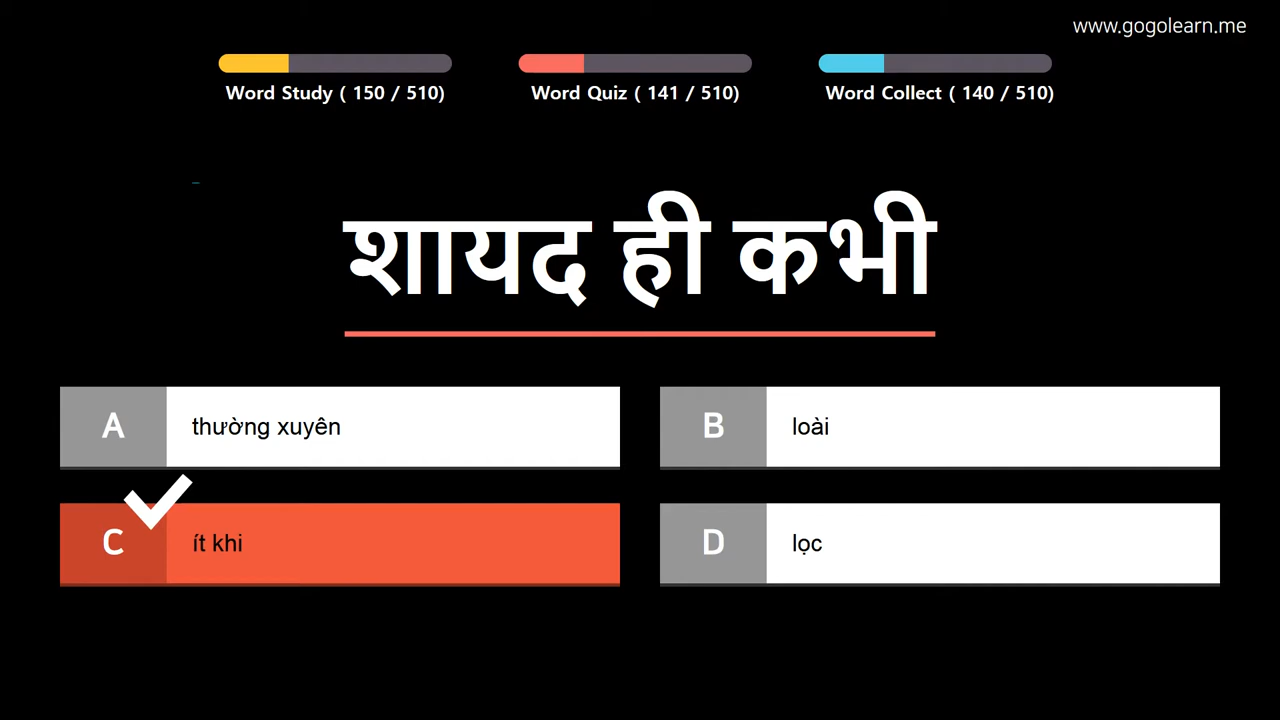 www.gogolearn.me
Word Study ( 150 / 510)
Word Quiz ( 141 / 510)
Word Collect ( 140 / 510)
शायद ही कभी
A thường xuyên
B loài
C ít khi
D lọc